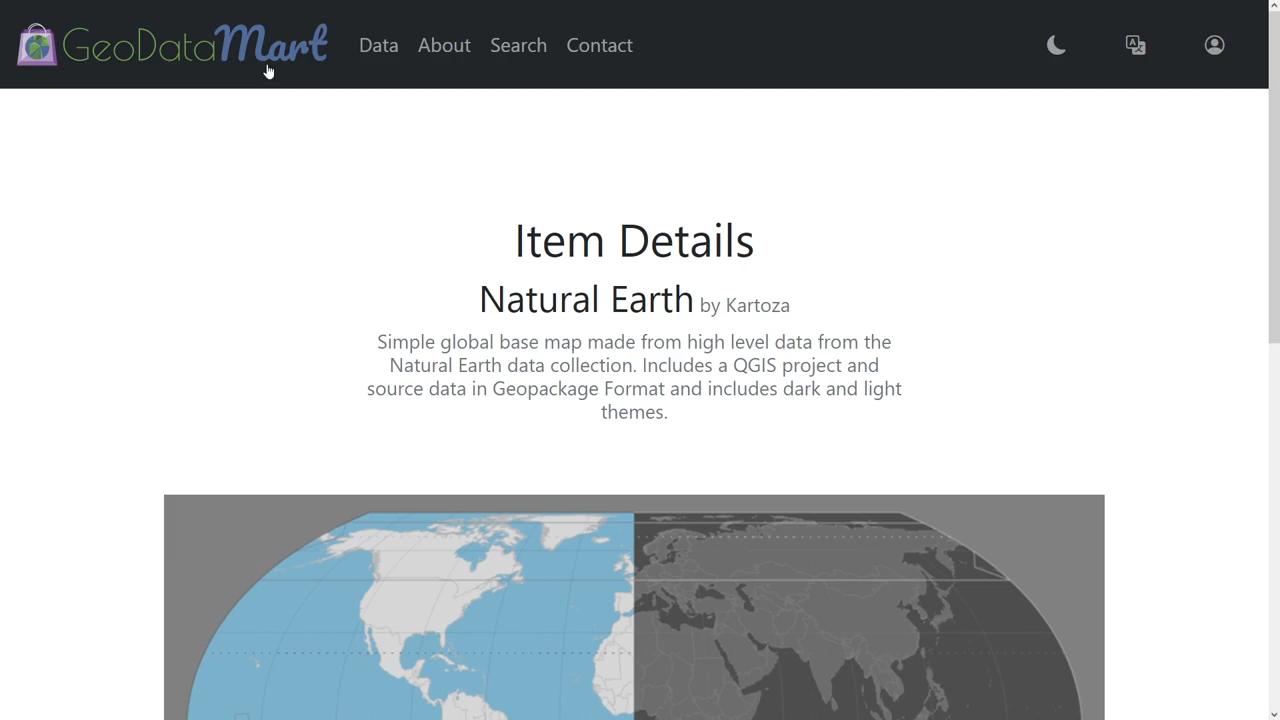 GeoDataMart Data About Search Contact
Item Details
Natural Earth by Kartoza
Simple global base map made from high level data from the
Natural Earth data collection. Includes a QGIS project and
source data in Geopackage Format and includes dark and light
themes.